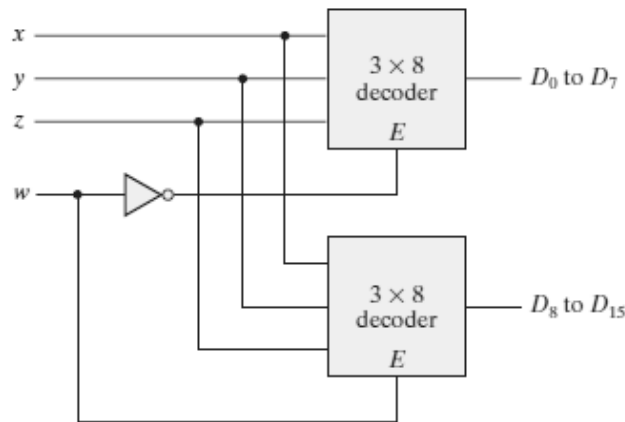 x
y
z
w
3 × 8
decoder
E
D₀ to D₇
3 × 8
decoder
E
D₈ to D₁₅